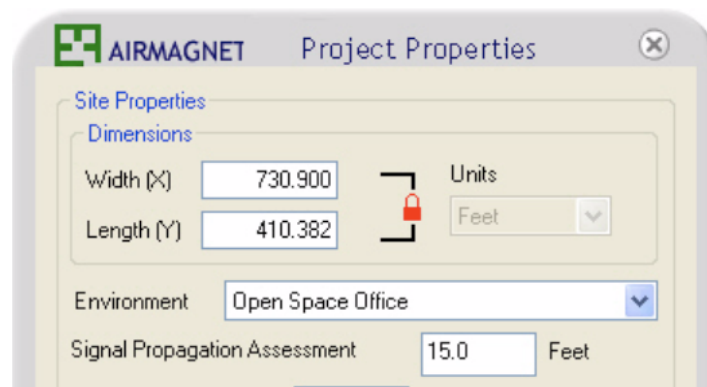 AIRMAGNET Project Properties
Site Properties
Dimensions
Width (X) 730.900 Units
Length (Y) 410.382 Feet
Environment Open Space Office
Signal Propagation Assessment 15.0 Feet